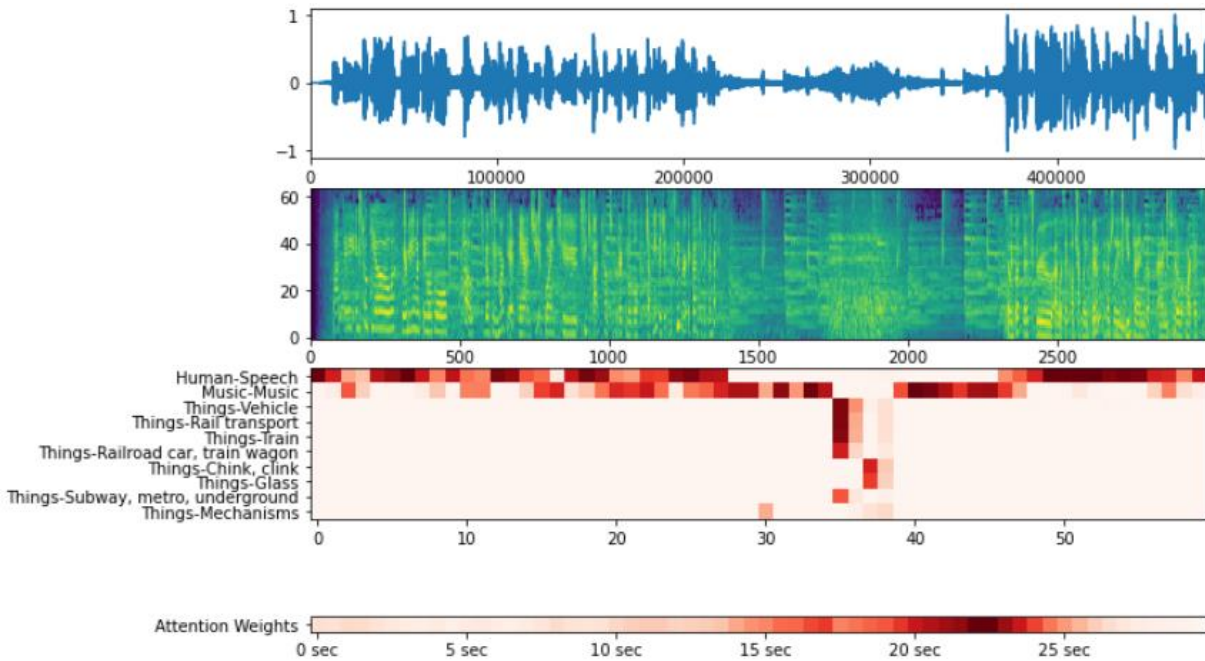 1
0
−1
0 100000 200000 300000 400000
60
40
20
0
0 500 1000 1500 2000 2500
Human-Speech
Music-Music
Things-Vehicle
Things-Rail transport
Things-Train
Things-Railroad car, train wagon
Things-Chink, clink
Things-Glass
Things-Subway, metro, underground
Things-Mechanisms
0 10 20 30 40 50
Attention Weights
0 sec 5 sec 10 sec 15 sec 20 sec 25 sec